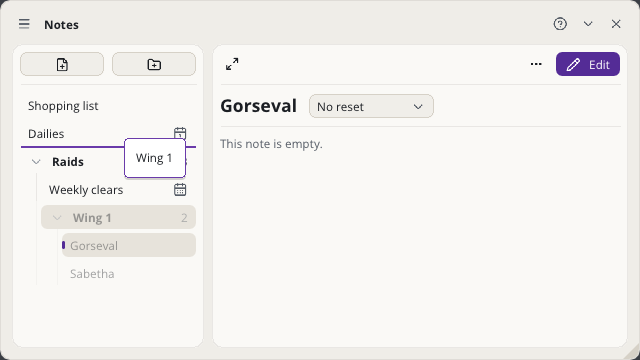 Notes
Edit
Gorseval
No reset
This note is empty.
Shopping list
Dailies
Wing 1
Raids
Weekly clears
Wing 1
2
Gorseval
Sabetha